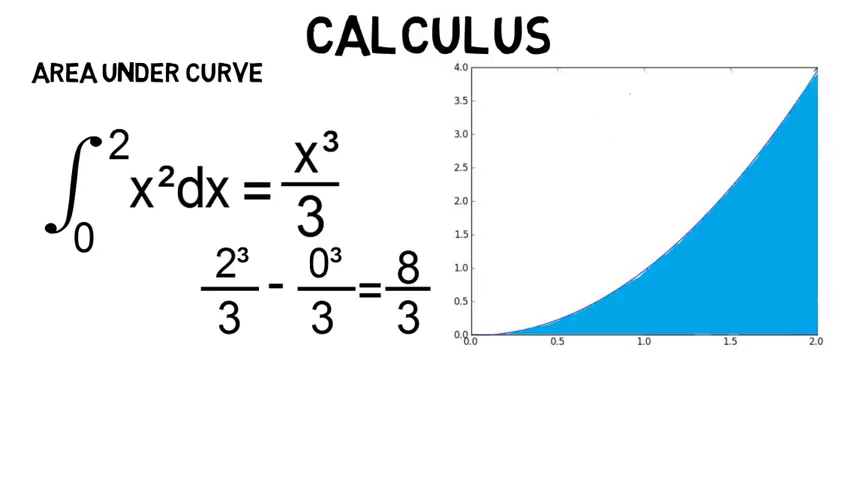 CALCULUS
AREA UNDER CURVE
∫₀² x²dx = x³/3
2³/3 - 0³/3 = 8/3
4.0
3.5
3.0
2.5
2.0
1.5
1.0
0.5
0.0
0.0 0.5 1.0 1.5 2.0